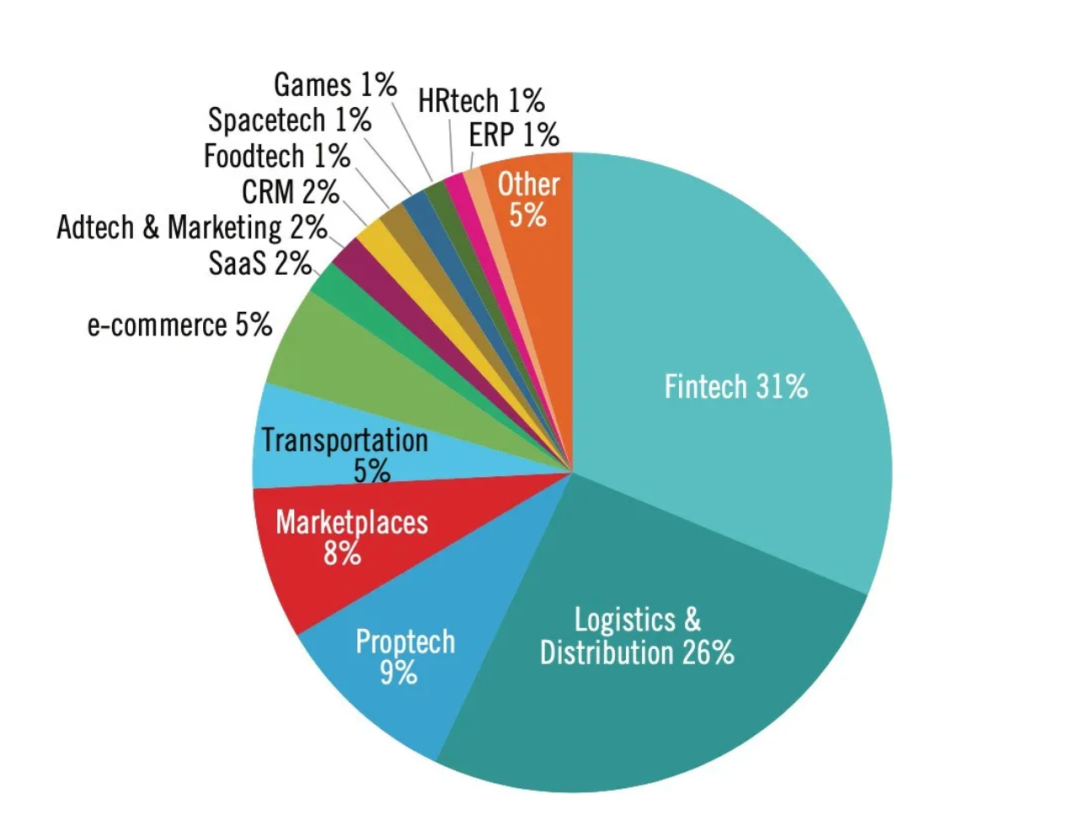 Games 1%
HRtech 1%
Spacetech 1%
ERP 1%
Foodtech 1%
CRM 2%
Other
5%
Adtech & Marketing 2%
SaaS 2%
e-commerce 5%
Fintech 31%
Transportation
5%
Marketplaces
8%
Logistics &
Distribution 26%
Proptech
9%